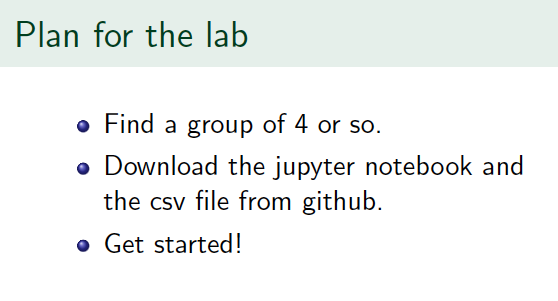 Plan for the lab
Find a group of 4 or so.
Download the jupyter notebook and
the csv file from github.
Get started!